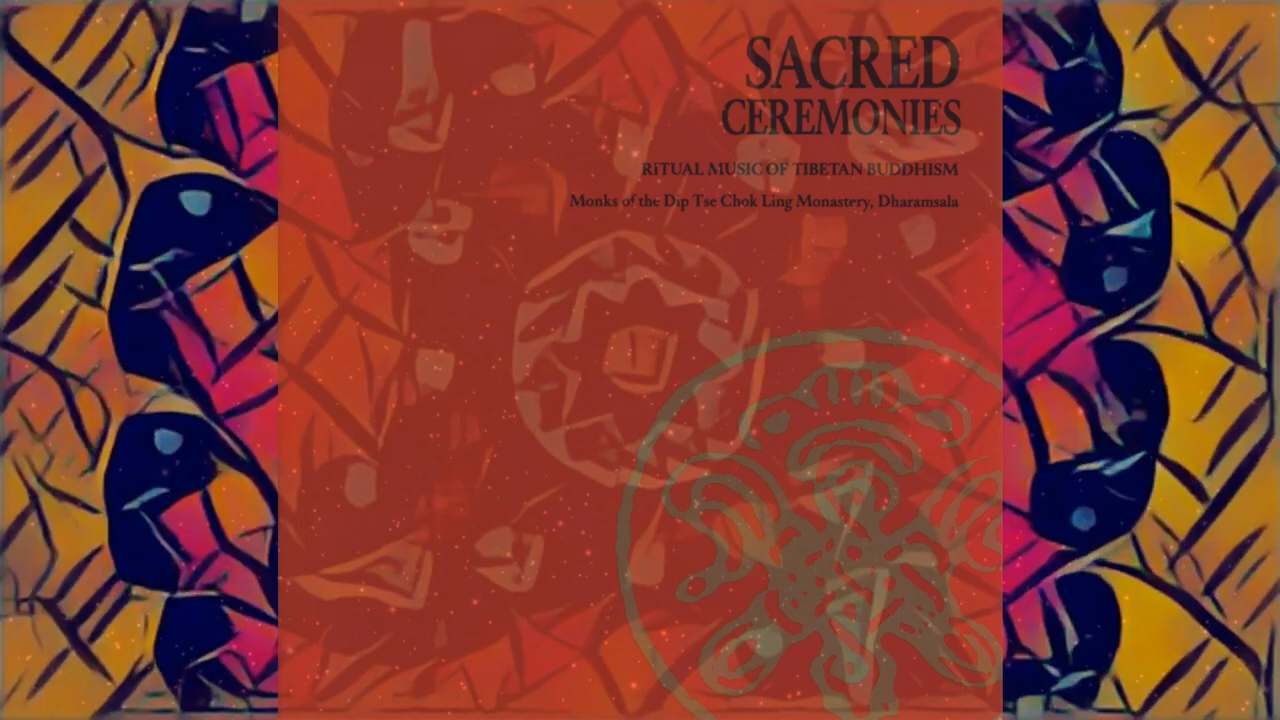 SACRED
CEREMONIES
RiTUAL MUSIC OF TIBETAN BUDDHISM
Monks of the Dip Tse Chok Ling Monastery, Dharamsala